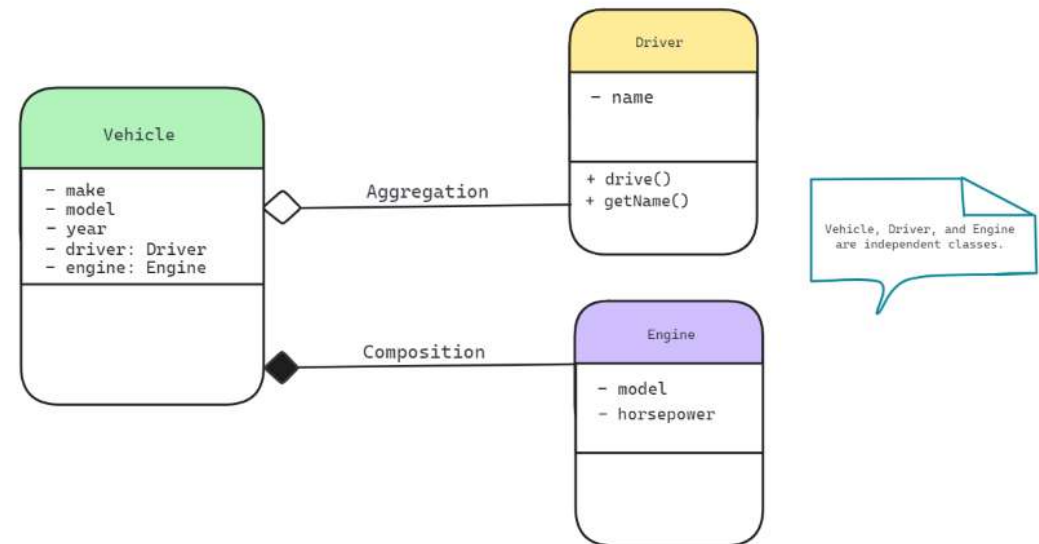 Vehicle
- make
- model
- year
- driver: Driver
- engine: Engine
Aggregation
Composition
Driver
- name
+ drive()
+ getName()
Engine
- model
- horsepower
Vehicle, Driver, and Engine
are independent classes.